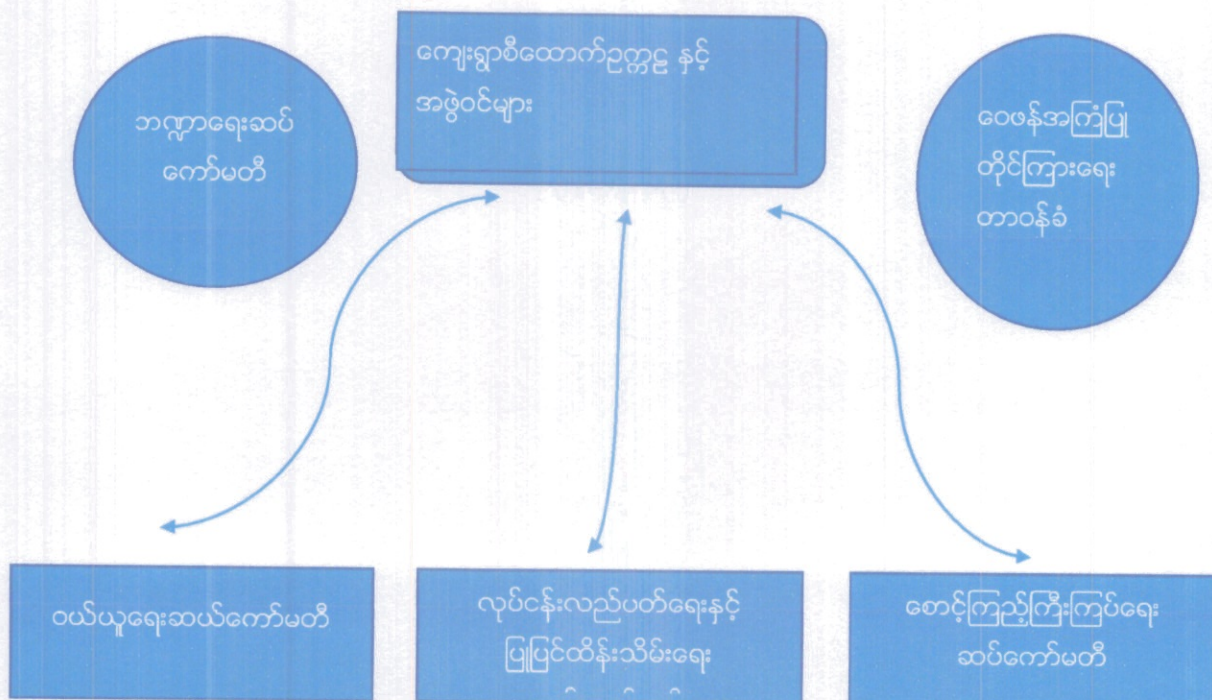 ကျေးရွာစီထောက်ဥက္ကဋ္ဌ နှင့်
အဖွဲ့ဝင်များ
ဘဏ္ဍာရေးဆပ်
ကော်မတီ
ဝေဖန်အကြံပြု
တိုင်ကြားရေး
တာဝန်ခံ
ဝယ်ယူရေးဆယ်ကော်မတီ
လုပ်ငန်းလည်ပတ်ရေးနှင့်
ပြုပြင်ထိန်းသိမ်းရေး
စောင့်ကြည့်ကြီးကြပ်ရေး
ဆပ်ကော်မတီ